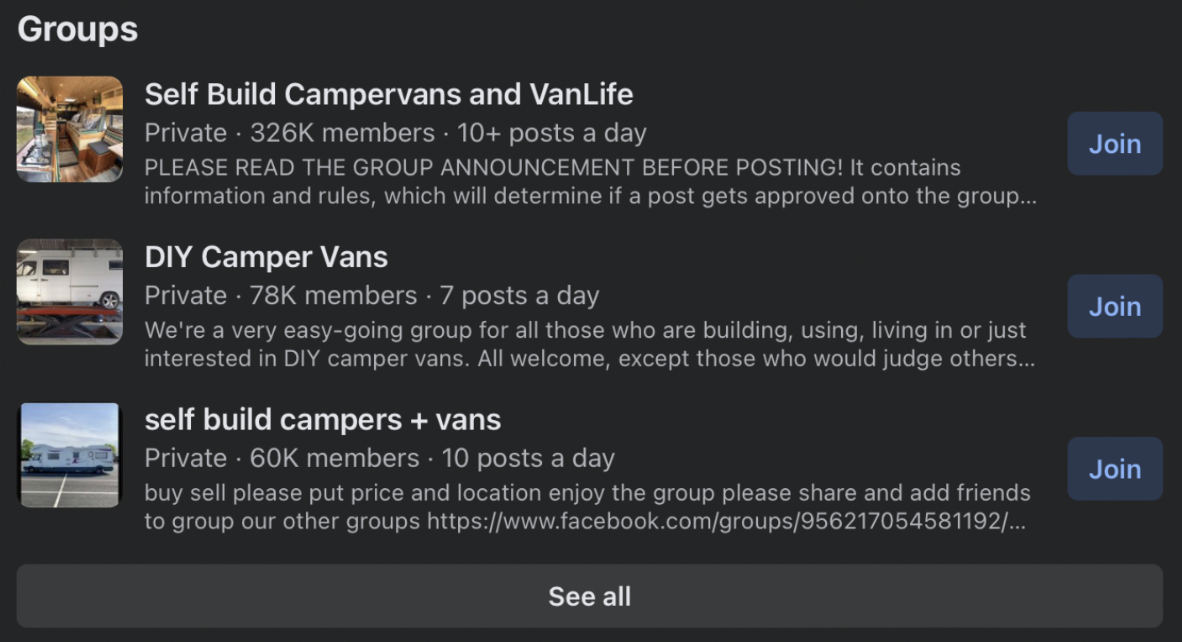 Groups
Self Build Campervans and VanLife
Private · 326K members · 10+ posts a day
PLEASE READ THE GROUP ANNOUNCEMENT BEFORE POSTING! It contains
information and rules, which will determine if a post gets approved onto the group...
Join
DIY Camper Vans
Private · 78K members · 7 posts a day
We're a very easy-going group for all those who are building, using, living in or just
interested in DIY camper vans. All welcome, except those who would judge others...
Join
self build campers + vans
Private · 60K members · 10 posts a day
buy sell please put price and location enjoy the group please share and add friends
to group our other groups https://www.facebook.com/groups/956217054581192/...
Join
See all